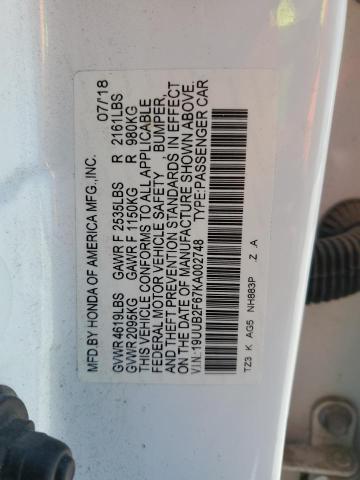 MFD BY HONDA OF AMERICA MFG.,INC. 07/18
GVWR 4619LBS GAWR F 2535LBS R 2161LBS
GVWR 2095KG GAWR F 1150KG R 980KG
THIS VEHICLE CONFORMS TO ALL APPLICABLE
FEDERAL MOTOR VEHICLE SAFETY, BUMPER,
AND THEFT PREVENTION STANDARDS IN EFFECT
ON THE DATE OF MANUFACTURE SHOWN ABOVE.
V.I.N:19UUB2F67KA002748 TYPE:PASSENGER CAR
TZ3 K AG5 NH883P .Z .A